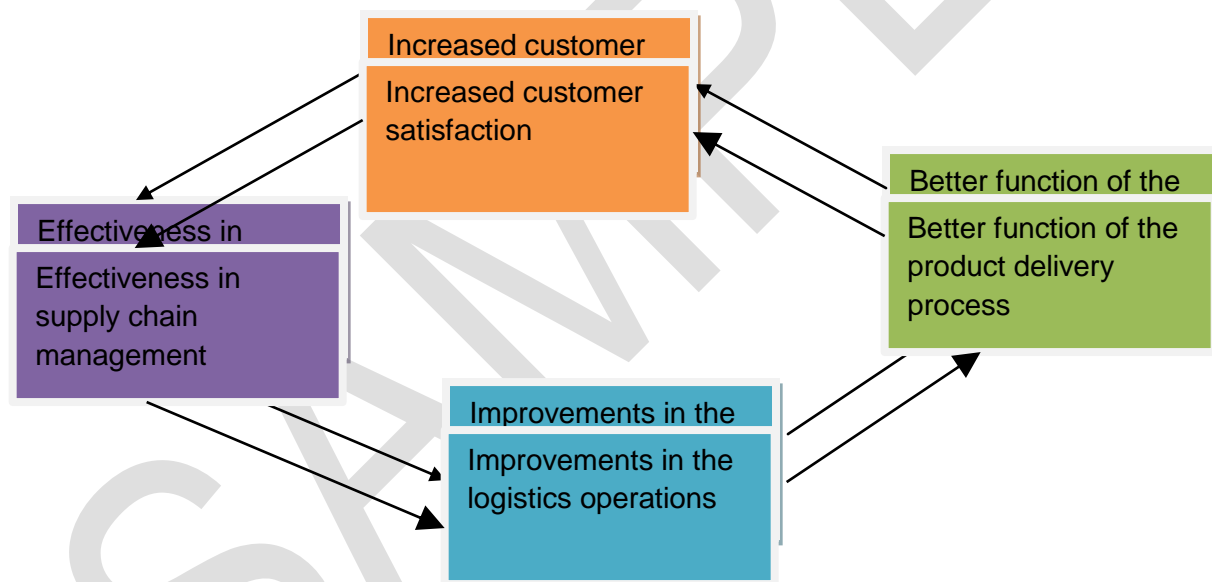 Increased customer
Increased customer
satisfaction
Better function of the
Better function of the
product delivery
process
Effectiveness in
Effectiveness in
supply chain
management
Improvements in the
Improvements in the
logistics operations
SAMPLE